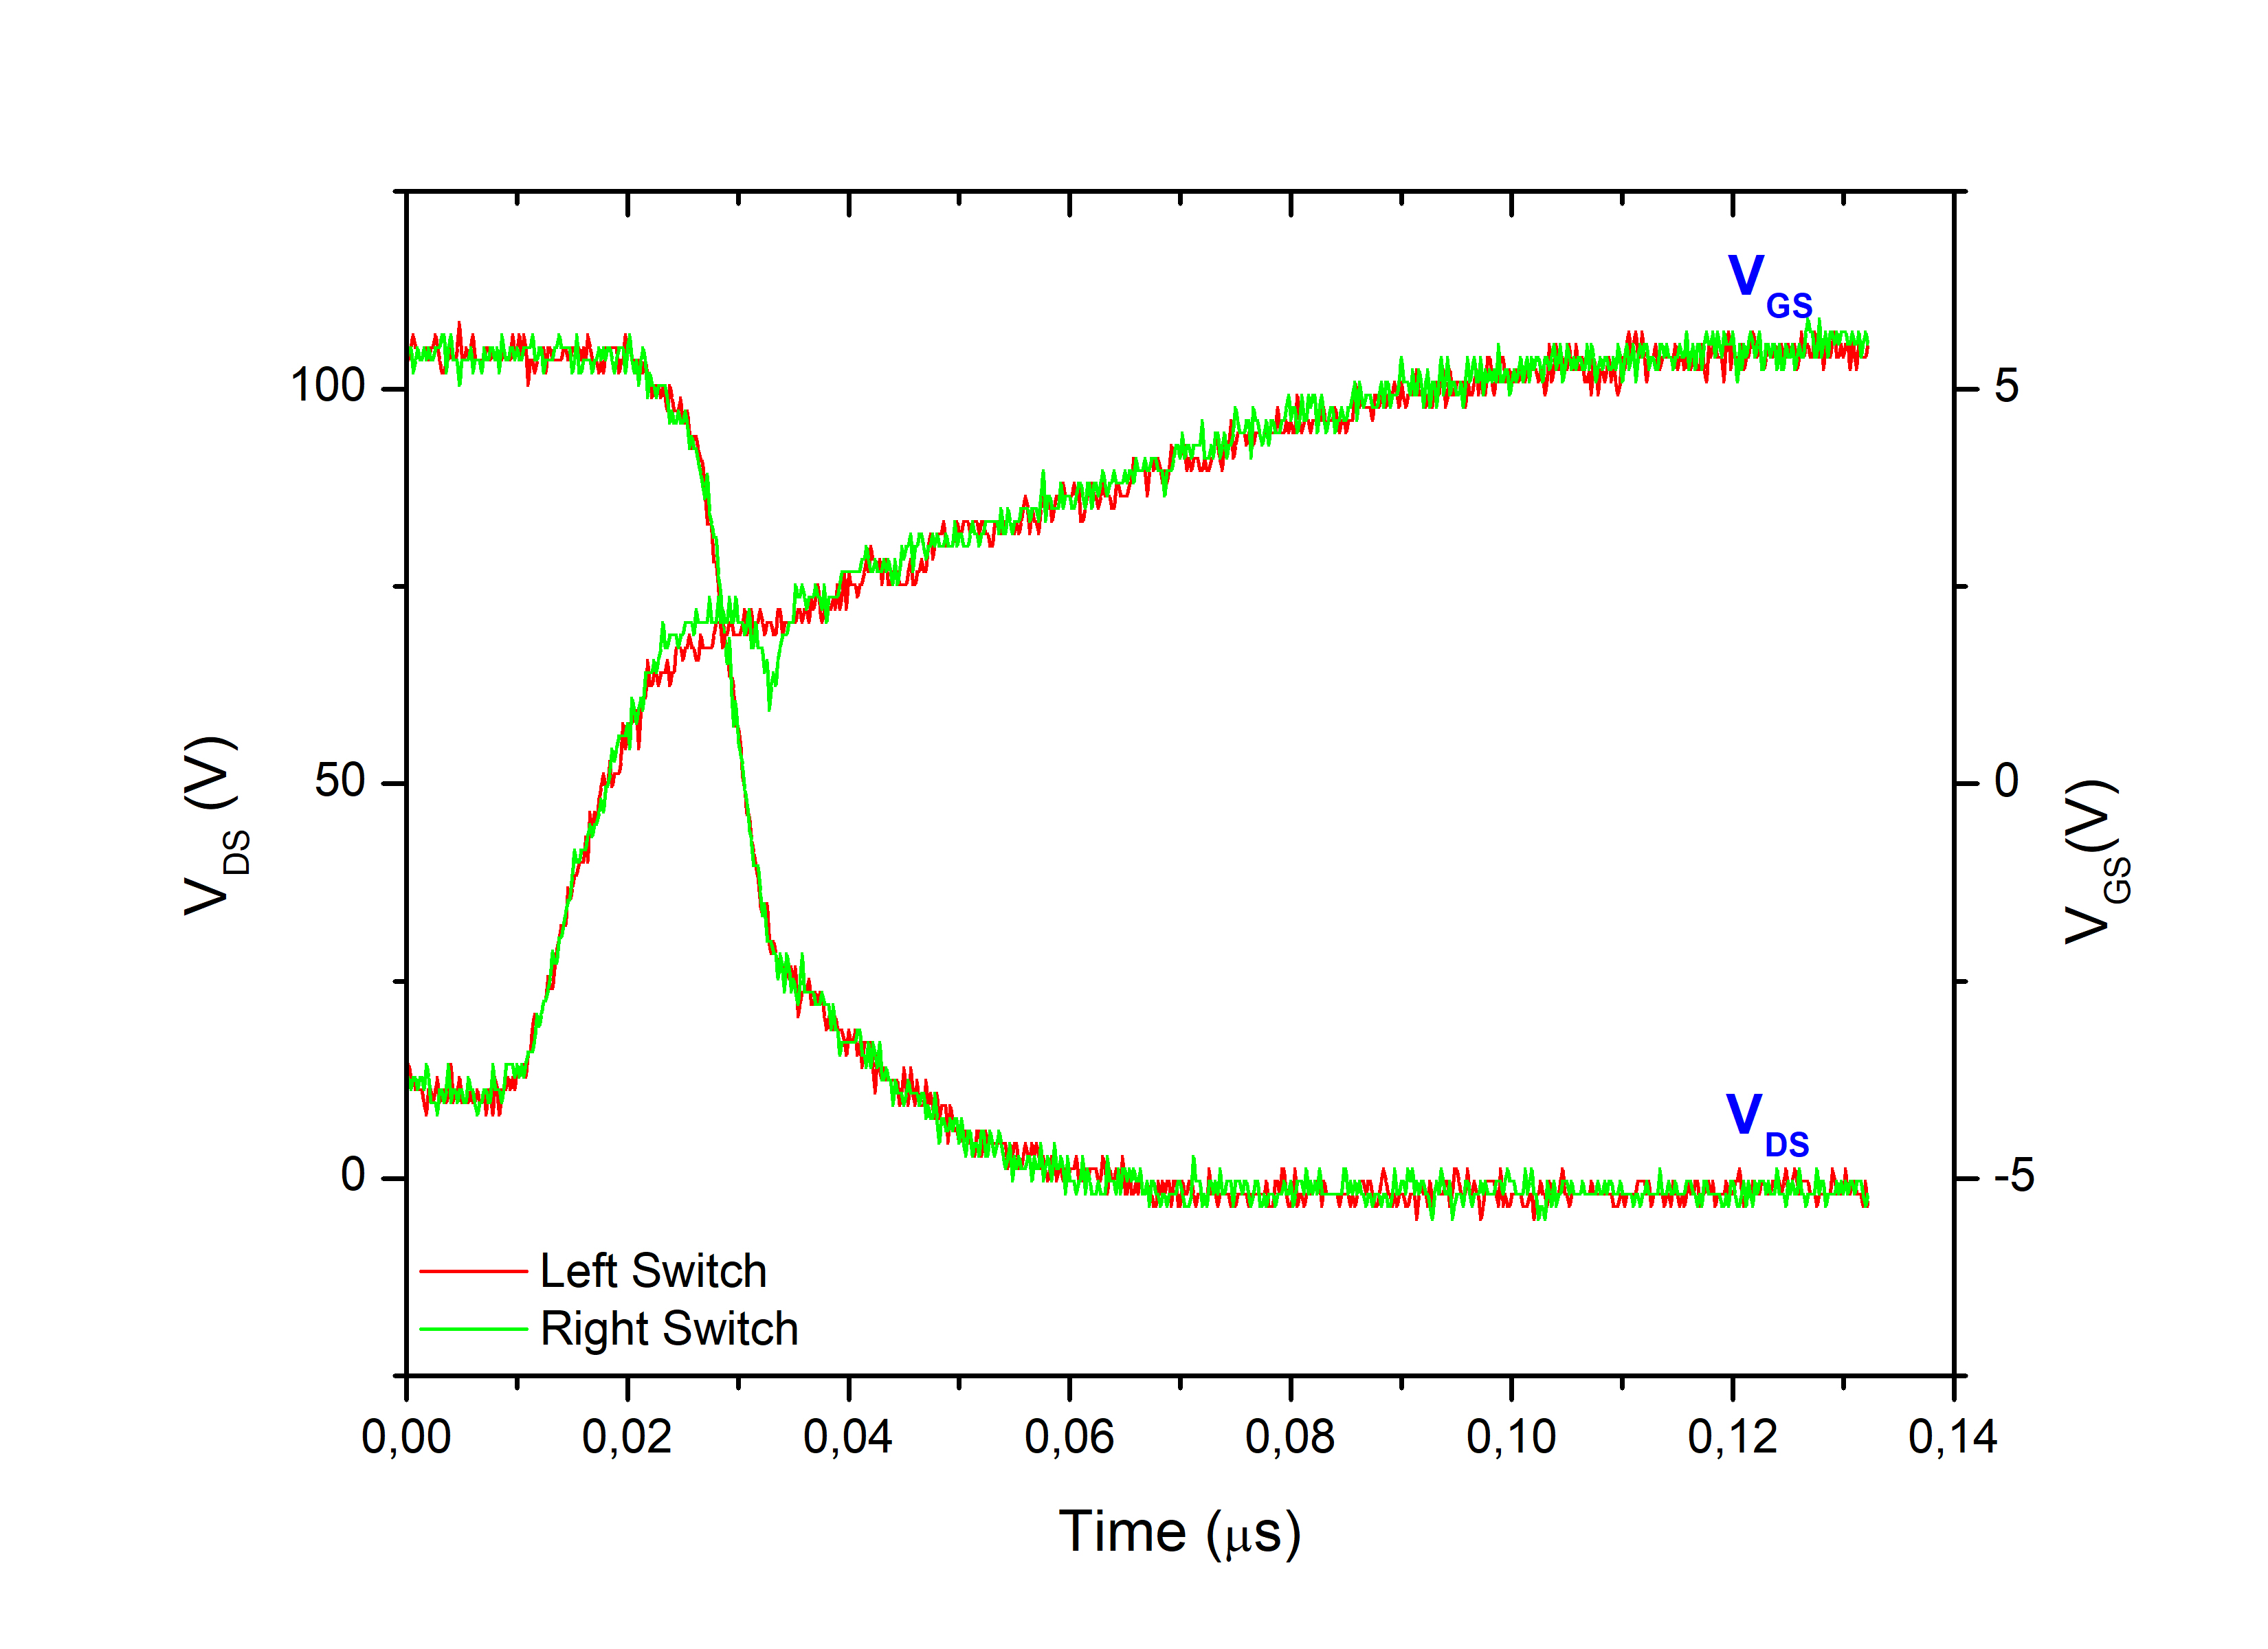 V_GS
100
5
50
0
V_DS (V)
V_GS(V)
V_DS
0
-5
Left Switch
Right Switch
0,00 0,02 0,04 0,06 0,08 0,10 0,12 0,14
Time (μs)